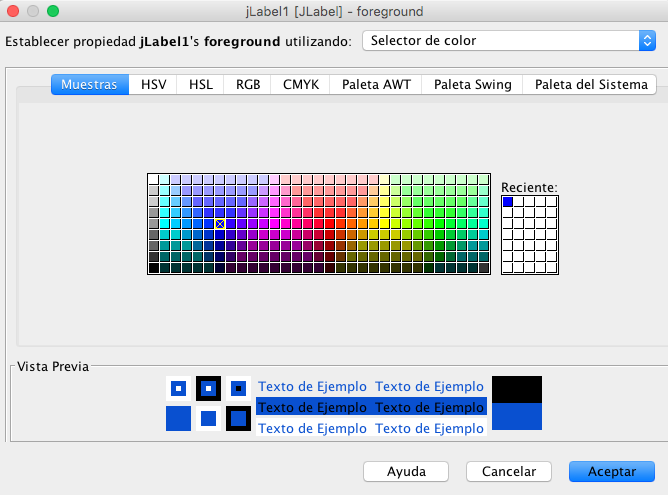 jLabel1 [JLabel] - foreground
Establecer propiedad jLabel1's foreground utilizando: Selector de color
Muestras HSV HSL RGB CMYK Paleta AWT Paleta Swing Paleta del Sistema
Reciente:
Vista Previa
Texto de Ejemplo Texto de Ejemplo
Texto de Ejemplo Texto de Ejemplo
Texto de Ejemplo Texto de Ejemplo
Ayuda Cancelar Aceptar